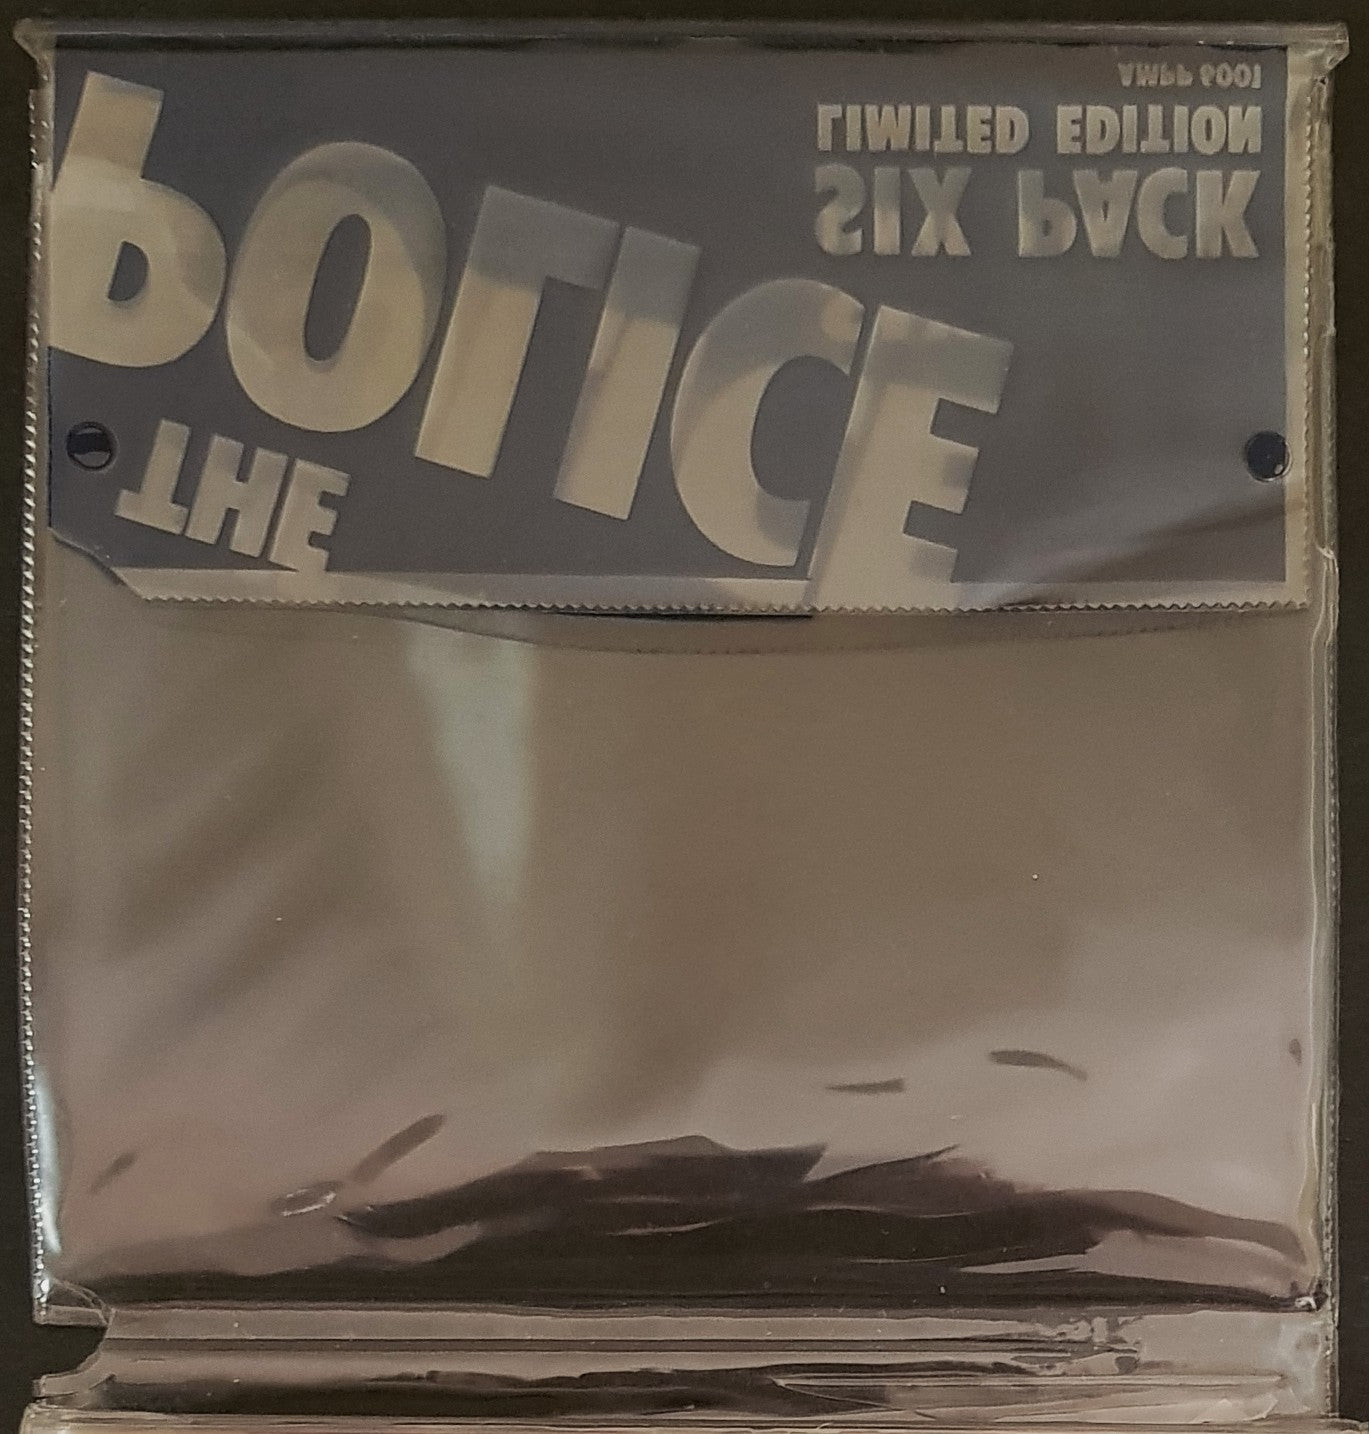 THE
POLICE
SIX PACK
LIMITED EDITION
AMPP 6001